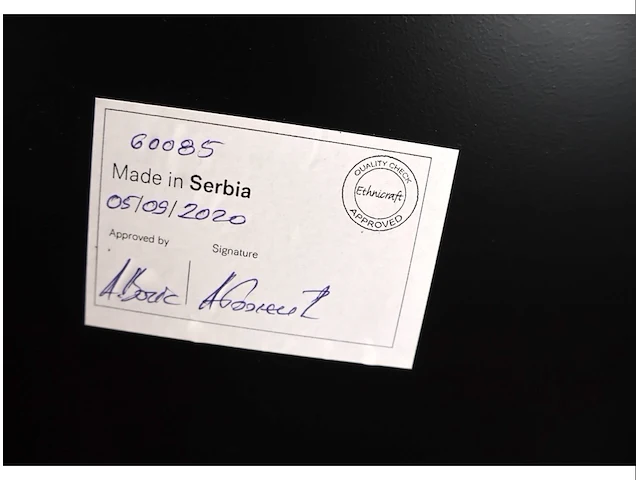 60085
Made in Serbia
05/09/2020
QUALITY CHECK
Ethnicraft
APPROVED
Approved by
Signature